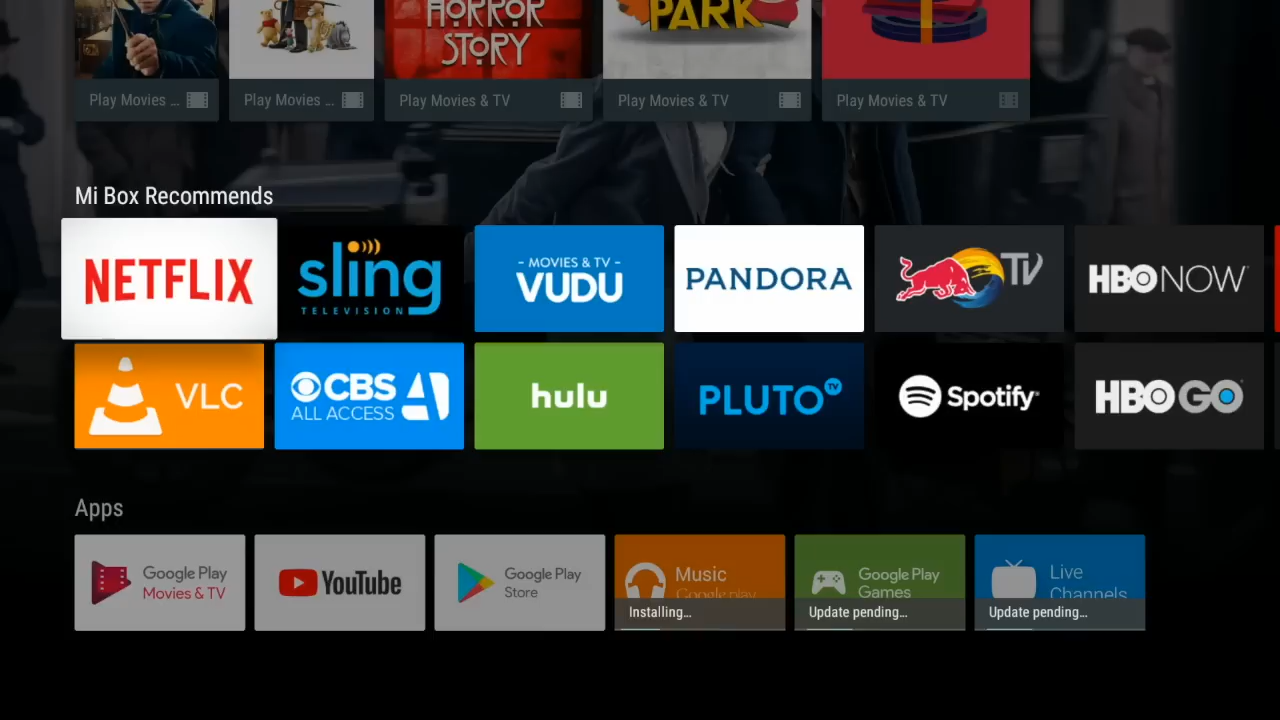 HORROR
STORY
PARK
Play Movies ...
Play Movies ...
Play Movies & TV
Play Movies & TV
Play Movies & TV
Mi Box Recommends
NETFLIX
sling
TELEVISION
- MOVIES & TV -
VUDU
PANDORA
TV
HBO NOW
VLC
CBS
ALL ACCESS
hulu
PLUTO TV
Spotify
HBO GO
Apps
Google Play
Movies & TV
YouTube
Google Play
Store
Music
Google play
Installing...
Google Play
Games
Update pending...
Live
Channels
Update pending...